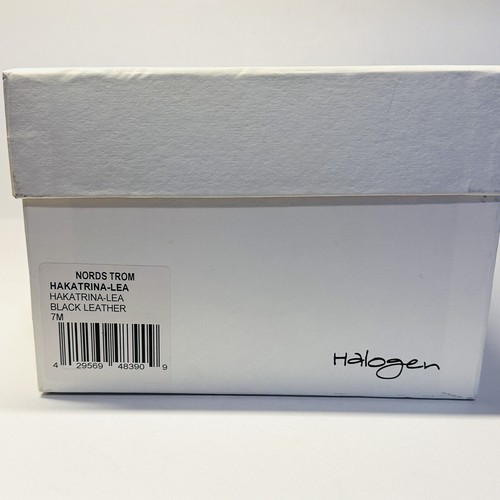 NORDS TROM
HAKATRINA-LEA
HAKATRINA-LEA
BLACK LEATHER
7M
4 29569 48390 9
Halogen